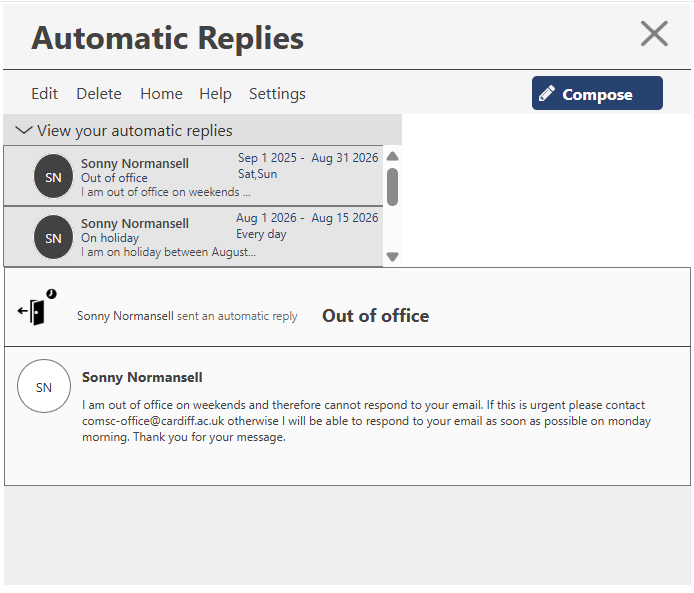 Automatic Replies
Edit Delete Home Help Settings
Compose
View your automatic replies
SN
Sonny Normansell
Sep 1 2025 - Aug 31 2026
Out of office
Sat,Sun
I am out of office on weekends ...
SN
Sonny Normansell
Aug 1 2026 - Aug 15 2026
On holiday
Every day
I am on holiday between August...
Sonny Normansell sent an automatic reply
Out of office
SN
Sonny Normansell
I am out of office on weekends and therefore cannot respond to your email. If this is urgent please contact
comsc-office@cardiff.ac.uk otherwise I will be able to respond to your email as soon as possible on monday
morning. Thank you for your message.